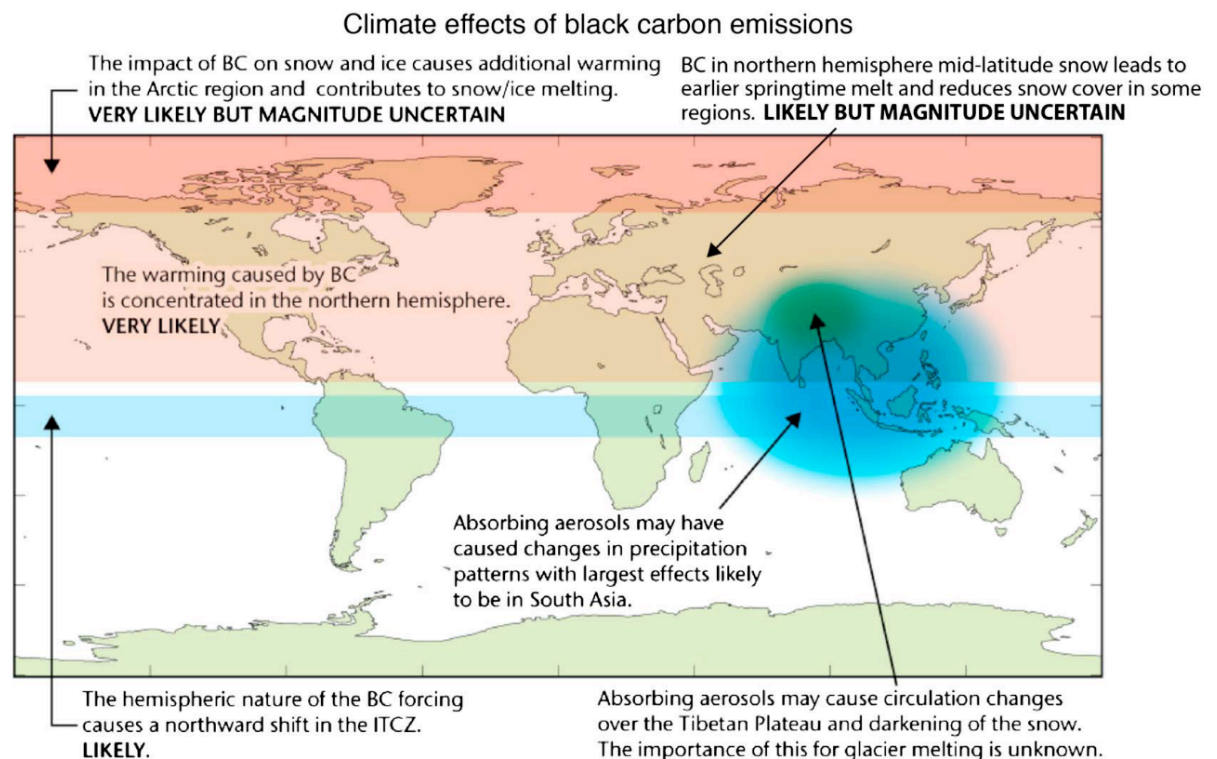 Climate effects of black carbon emissions
The impact of BC on snow and ice causes additional warming
in the Arctic region and contributes to snow/ice melting.
VERY LIKELY BUT MAGNITUDE UNCERTAIN
BC in northern hemisphere mid-latitude snow leads to
earlier springtime melt and reduces snow cover in some
regions. LIKELY BUT MAGNITUDE UNCERTAIN
The warming caused by BC
is concentrated in the northern hemisphere.
VERY LIKELY
Absorbing aerosols may have
caused changes in precipitation
patterns with largest effects likely
to be in South Asia.
The hemispheric nature of the BC forcing
causes a northward shift in the ITCZ.
LIKELY.
Absorbing aerosols may cause circulation changes
over the Tibetan Plateau and darkening of the snow.
The importance of this for glacier melting is unknown.